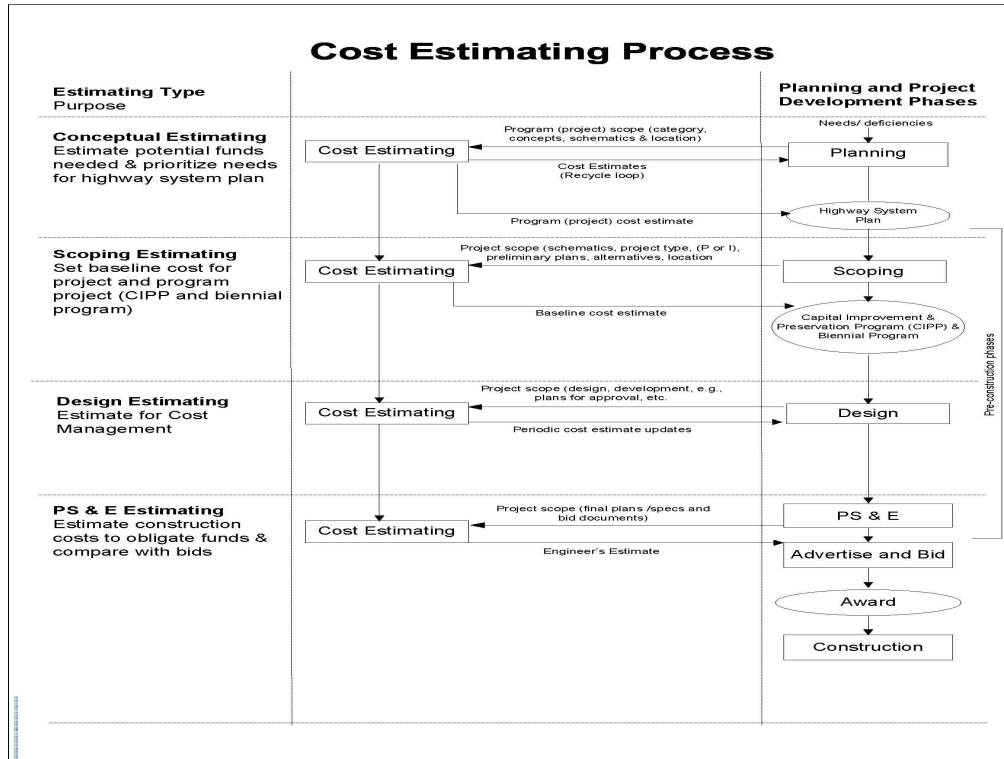 Cost Estimating Process
Estimating Type
Purpose
Planning and Project
Development Phases
Conceptual Estimating
Estimate potential funds
needed & prioritize needs
for highway system plan
Cost Estimating
Program (project) scope (category,
concepts, schematics & location)
Cost Estimates
(Recycle loop)
Program (project) cost estimate
Needs/ deficiencies
Planning
Highway System
Plan
Scoping Estimating
Set baseline cost for
project and program
project (CIPP and biennial
program)
Cost Estimating
Project scope (schematics, project type, (P or I),
preliminary plans, alternatives, location
Baseline cost estimate
Scoping
Capital Improvement &
Preservation Program (CIPP) &
Biennial Program
Pre-construction phases
Design Estimating
Estimate for Cost
Management
Cost Estimating
Project scope (design, development, e.g.,
plans for approval, etc.
Periodic cost estimate updates
Design
PS & E Estimating
Estimate construction
costs to obligate funds &
compare with bids
Cost Estimating
Project scope (final plans /specs and
bid documents)
Engineer's Estimate
PS & E
Advertise and Bid
Award
Construction